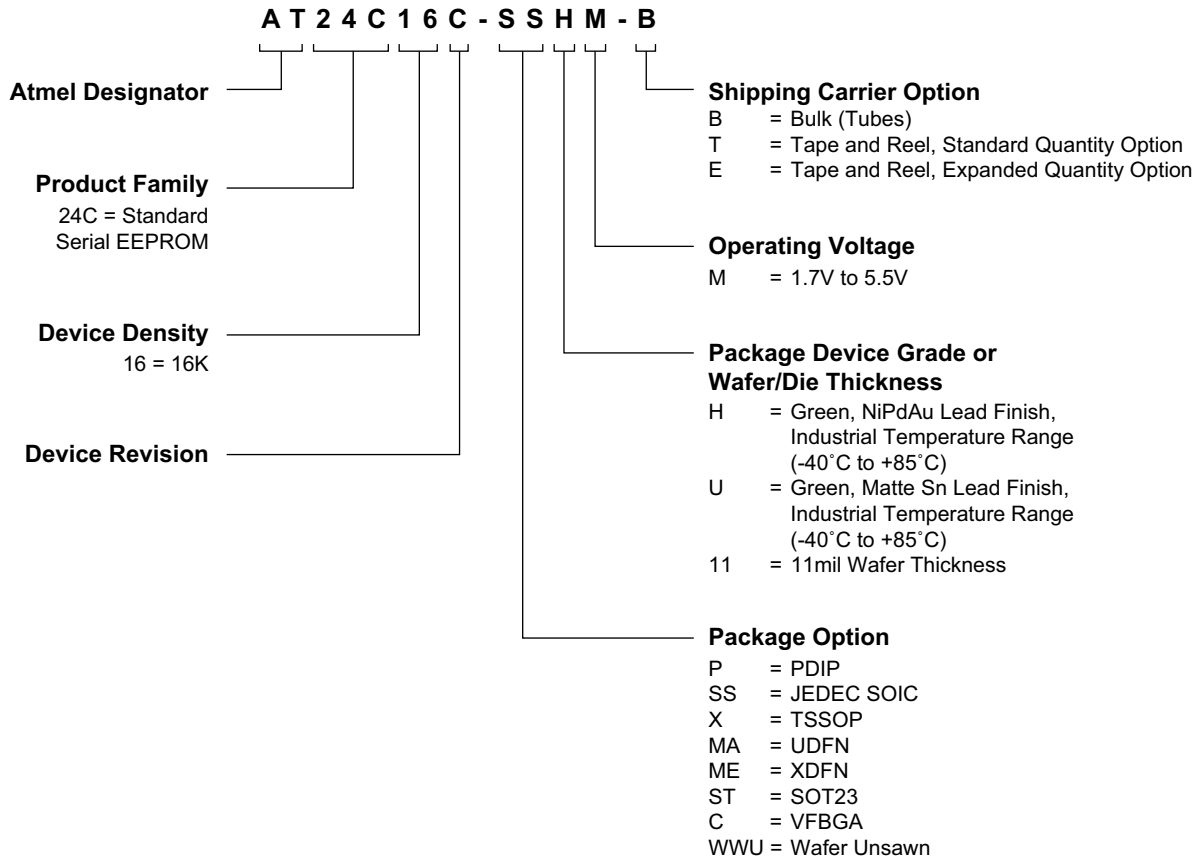 AT24C16C-SSHM-B
Atmel Designator
Product Family
24C = Standard
Serial EEPROM
Device Density
16 = 16K
Device Revision
Shipping Carrier Option
B = Bulk (Tubes)
T = Tape and Reel, Standard Quantity Option
E = Tape and Reel, Expanded Quantity Option
Operating Voltage
M = 1.7V to 5.5V
Package Device Grade or
Wafer/Die Thickness
H = Green, NiPdAu Lead Finish,
Industrial Temperature Range
(-40˚C to +85˚C)
U = Green, Matte Sn Lead Finish,
Industrial Temperature Range
(-40˚C to +85˚C)
11 = 11mil Wafer Thickness
Package Option
P = PDIP
SS = JEDEC SOIC
X = TSSOP
MA = UDFN
ME = XDFN
ST = SOT23
C = VFBGA
WWU = Wafer Unsawn